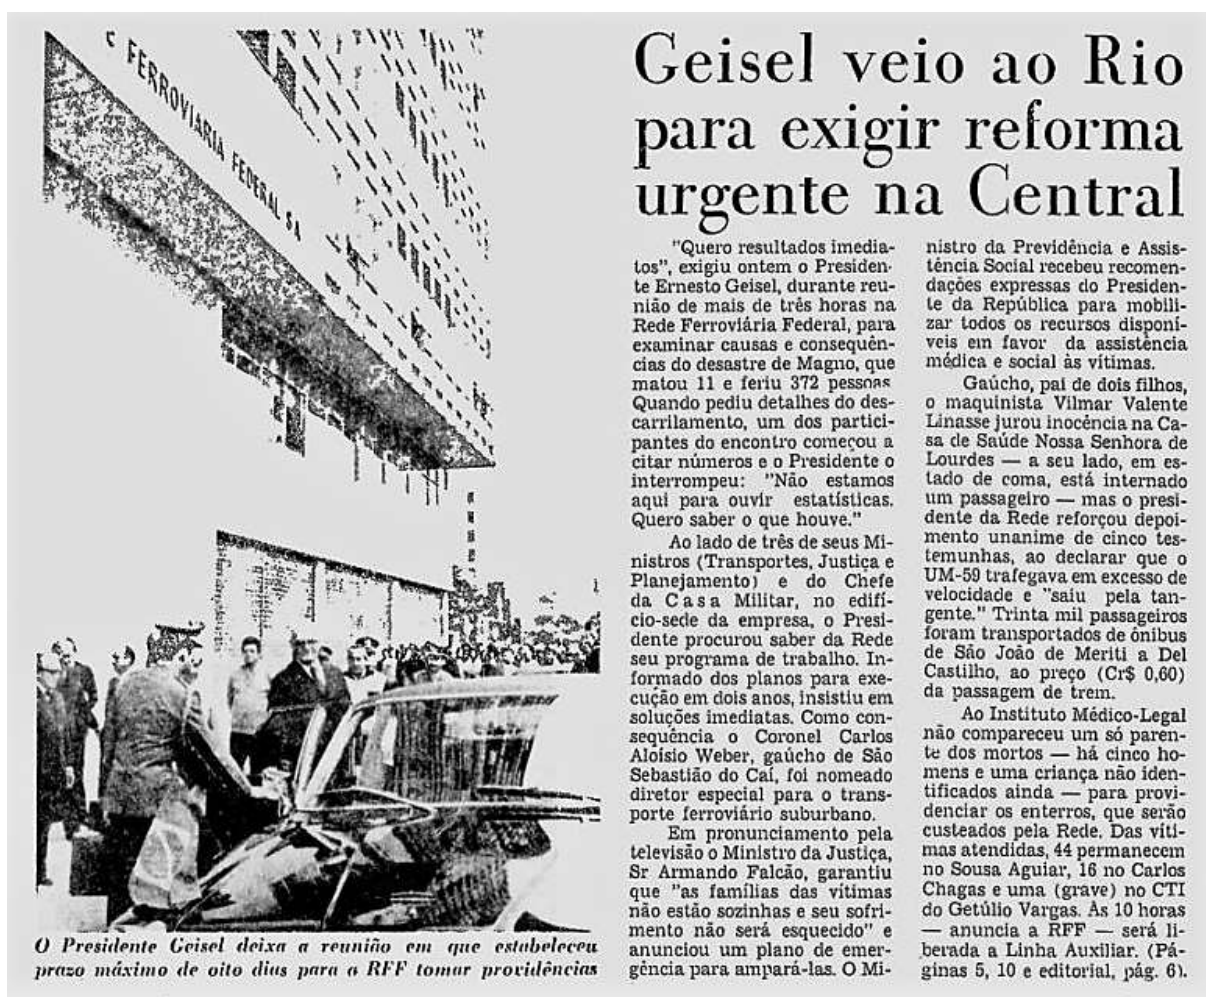 E FERROVIARIA FEDERAL SA
Geisel veio ao Rio
para exigir reforma
urgente na Central
"Quero resultados imedia-
tos", exigiu ontem o Presiden-
te Ernesto Geisel, durante reu-
nião de mais de três horas na
Rede Ferroviária Federal, para
examinar causas e consequên-
cias do desastre de Magno, que
matou 11 e feriu 372 pessoas
Quando pediu detalhes do des-
carrilamento, um dos partici-
pantes do encontro começou a
citar números e o Presidente o
interrompeu: "Não estamos
aqui para ouvir estatísticas.
Quero saber o que houve."
Ao lado de três de seus Mi-
nistros (Transportes, Justiça e
Planejamento) e do Chefe
da Casa Militar, no edifí-
cio-sede da empresa, o Presi-
dente procurou saber da Rede
seu programa de trabalho. In-
formado dos planos para exe-
cução em dois anos, insistiu em
soluções imediatas. Como con-
sequência o Coronel Carlos
Aloísio Weber, gaúcho de São
Sebastião do Caí, foi nomeado
diretor especial para o trans-
porte ferroviário suburbano.
Em pronunciamento pela
televisão o Ministro da Justiça,
Sr Armando Falcão, garantiu
que "as famílias das vítimas
não estão sozinhas e seu sofri-
mento não será esquecido" e
anunciou um plano de emer-
gência para ampará-las. O Mi-
nistro da Previdência e Assis-
tência Social recebeu recomen-
dações expressas do Presiden-
te da República para mobili-
zar todos os recursos disponí-
veis em favor da assistência
médica e social às vítimas.
Gaúcho, pai de dois filhos,
o maquinista Vilmar Valente
Linasse jurou inocência na Ca-
sa de Saúde Nossa Senhora de
Lourdes — a seu lado, em es-
tado de coma, está internado
um passageiro — mas o presi-
dente da Rede reforçou depoi-
mento unanime de cinco tes-
temunhas, ao declarar que o
UM-59 trafegava em excesso de
velocidade e "saiu pela tan-
gente." Trinta mil passageiros
foram transportados de ônibus
de São João de Meriti a Del
Castilho, ao preço (Cr$ 0,60)
da passagem de trem.
Ao Instituto Médico-Legal
não compareceu um só paren-
te dos mortos — há cinco ho-
mens e uma criança não iden-
tificados ainda — para provi-
denciar os enterros, que serão
custeados pela Rede. Das víti-
mas atendidas, 44 permanecem
no Sousa Aguiar, 16 no Carlos
Chagas e uma (grave) no CTI
do Getúlio Vargas. As 10 horas
— anuncia a RFF — será li-
berada a Linha Auxiliar. (Pá-
ginas 5, 10 e editorial, pág. 6).
O Presidente Geisel deixa a reunião em que estabeleceu
prazo máximo de oito dias para a RFF tomar providências